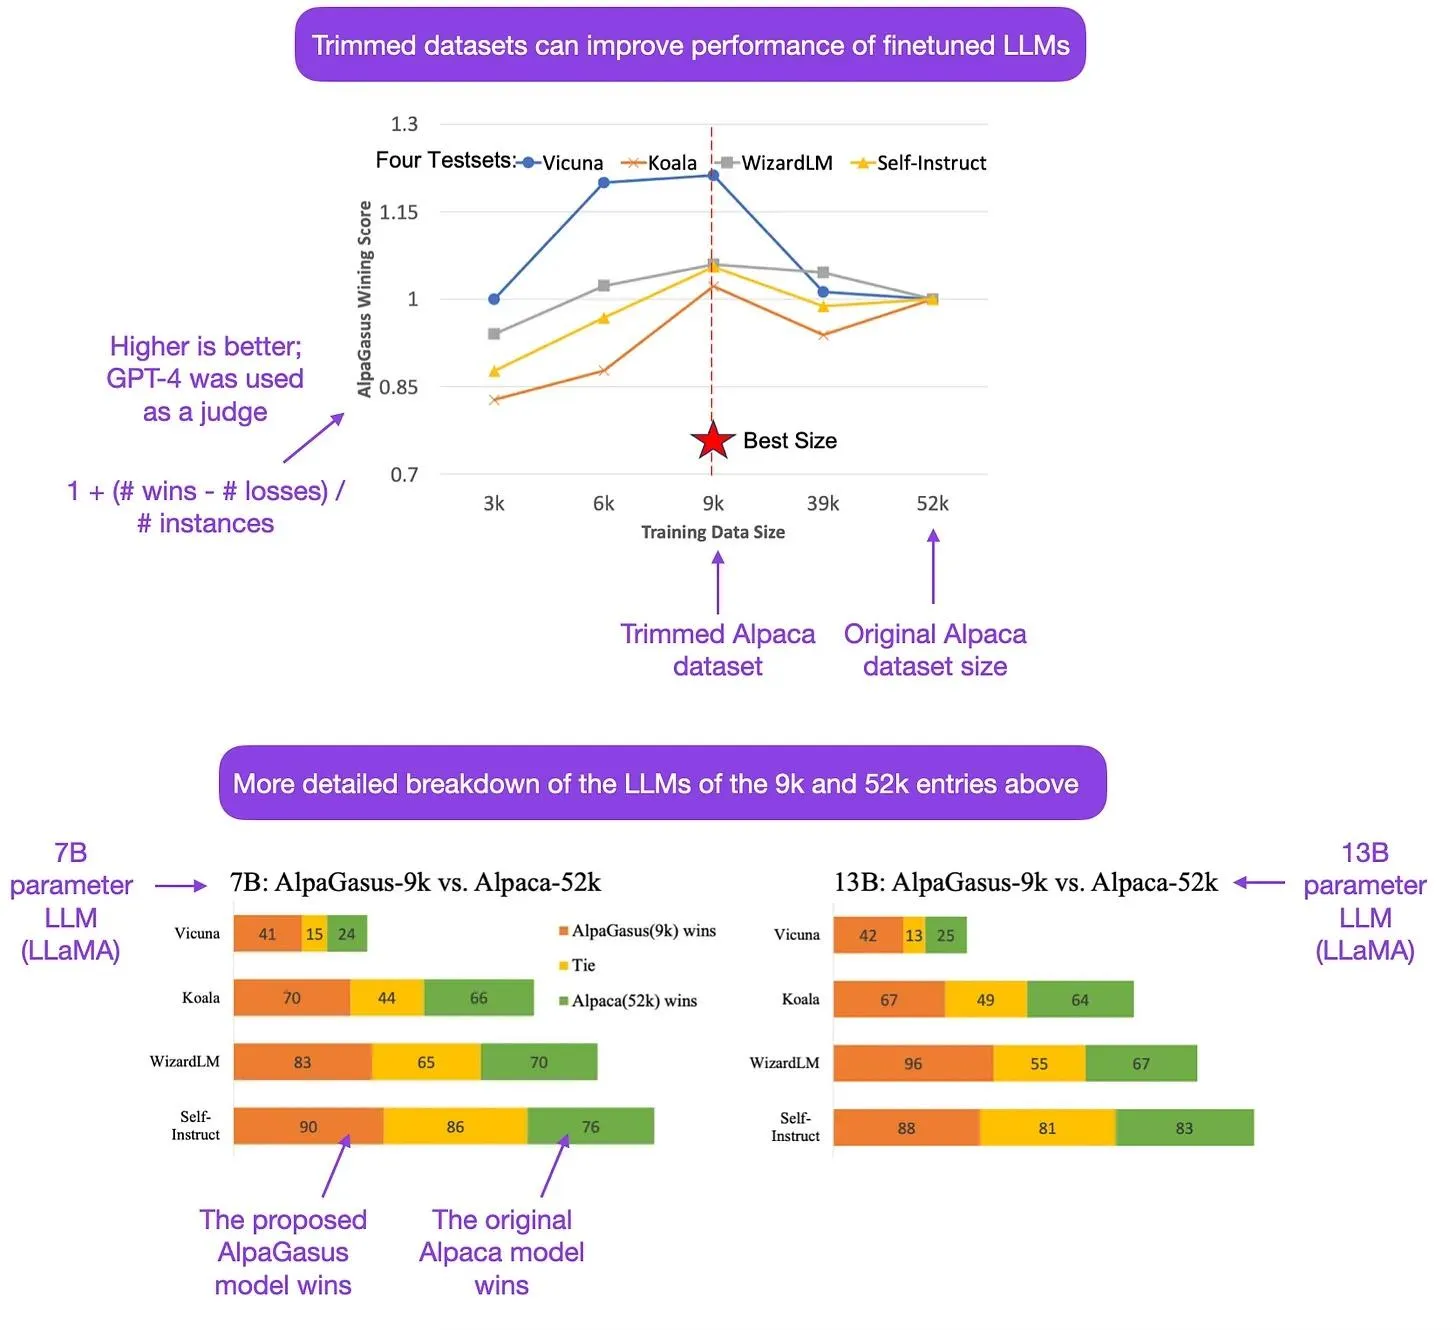 Trimmed datasets can improve performance of finetuned LLMs
1.3
Four Testsets: Vicuna Koala WizardLM Self-Instruct
1.15
1
0.85
0.7
AlpaGasus Wining Score
Best Size
3k 6k 9k 39k 52k
Training Data Size
Higher is better;
GPT-4 was used
as a judge
1 + (# wins - # losses) /
# instances
Trimmed Alpaca
dataset
Original Alpaca
dataset size
More detailed breakdown of the LLMs of the 9k and 52k entries above
7B
parameter
LLM
(LLaMA)
7B: AlpaGasus-9k vs. Alpaca-52k
Vicuna 41 15 24
Koala 70 44 66
WizardLM 83 65 70
Self-
Instruct 90 86 76
AlpaGasus(9k) wins
Tie
Alpaca(52k) wins
The proposed
AlpaGasus
model wins
The original
Alpaca model
wins
13B: AlpaGasus-9k vs. Alpaca-52k
Vicuna 42 13 25
Koala 67 49 64
WizardLM 96 55 67
Self-
Instruct 88 81 83
13B
parameter
LLM
(LLaMA)